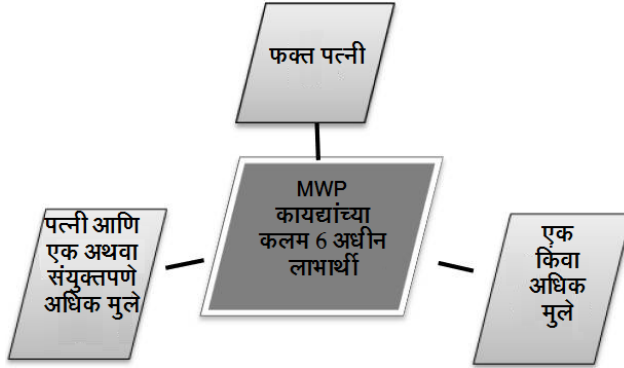 फक्त पत्नी
MWP
कायद्यांच्या
कलम 6 अधीन
लाभार्थी
पत्नी आणि
एक अथवा
संयुक्तपणे
अधिक मुले
एक
किंवा
अधिक
मुले